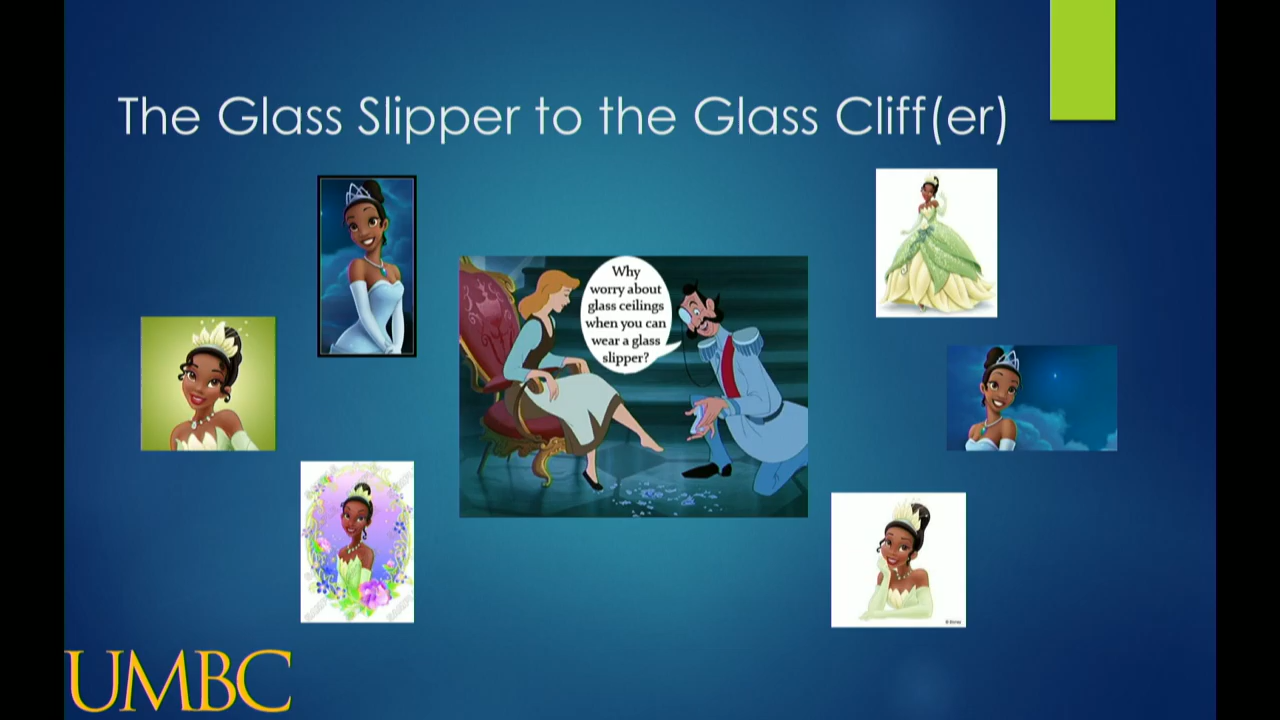 The Glass Slipper to the Glass Cliff(er)
Why
worry about
glass ceilings
when you can
wear a glass
slipper?
UMBC